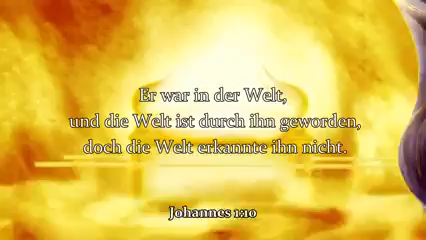 Er war in der Welt,
und die Welt ist durch ihn geworden,
doch die Welt erkannte ihn nicht.
Johannes 1:10